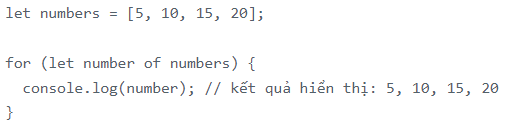 let numbers = [5, 10, 15, 20];
for (let number of numbers) {
console.log(number); // kết quả hiển thị: 5, 10, 15, 20
}